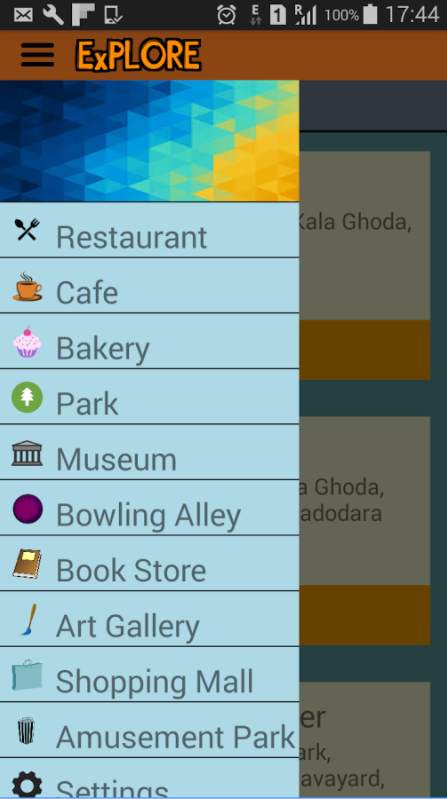 E 1 R 100% 17:44
ExPLORE
Restaurant
Kala Ghoda,
Cafe
Bakery
Park
Museum
a Ghoda,
Bowling Alley
adodara
Book Store
Art Gallery
Shopping Mall
er
Amusement Park
ark,
Settings
avayard,